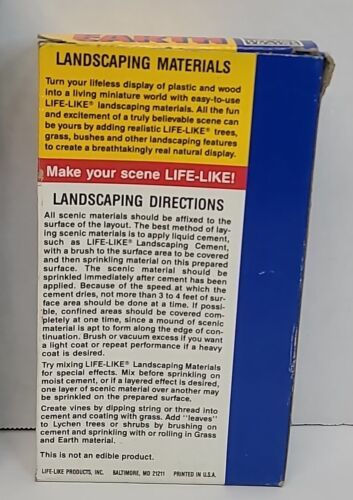 EARTH
LANDSCAPING MATERIALS
Turn your lifeless display of plastic and wood
into a living miniature world with easy-to-use
LIFE-LIKE® landscaping materials. All the fun
and excitement of a truly believable scene can
be yours by adding realistic LIFE-LIKE® trees,
grass, bushes and other landscaping features
to create a breathtakingly real natural display.
Make your scene LIFE-LIKE!
LANDSCAPING DIRECTIONS
All scenic materials should be affixed to the
surface of the layout. The best method of lay-
ing scenic materials is to apply liquid cement,
such as LIFE-LIKE® Landscaping Cement,
with a brush to the surface area to be covered
and then sprinkling material on this prepared
surface. The scenic material should be
sprinkled immediately after cement has been
applied. Because of the speed at which the
cement dries, not more than 3 to 4 feet of sur-
face area should be done at a time. If possi-
ble, confined areas should be covered com-
pletely at one time, since a mound of scenic
material is apt to form along the edge of con-
tinuation. Brush or vacuum excess if you want
a light coat or repeat performance if a heavy
coat is desired.
Try mixing LIFE-LIKE® Landscaping Materials
for special effects. Mix before sprinkling on
moist cement, or if a layered effect is desired,
one layer of scenic material over another may
be sprinkled on the prepared surface.
Create vines by dipping string or thread into
cement and coating with grass. Add "leaves"
to Lychen trees or shrubs by brushing on
cement and sprinkling with or rolling in Grass
and Earth material.
This is not an edible product.
LIFE-LIKE PRODUCTS, INC. BALTIMORE, MD 21211 PRINTED IN U.S.A.